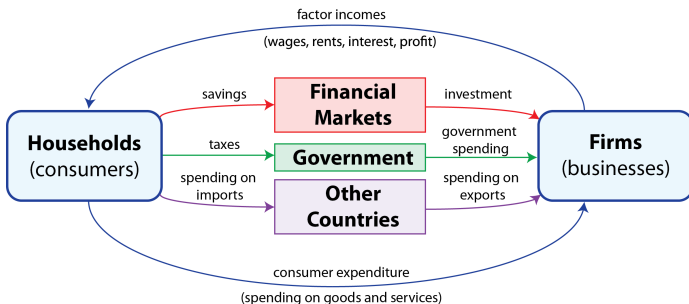 factor incomes
(wages, rents, interest, profit)
savings
Financial
Markets
investment
Households
(consumers)
taxes
Government
government
spending
Firms
(businesses)
spending on
imports
Other
Countries
spending on
exports
consumer expenditure
(spending on goods and services)